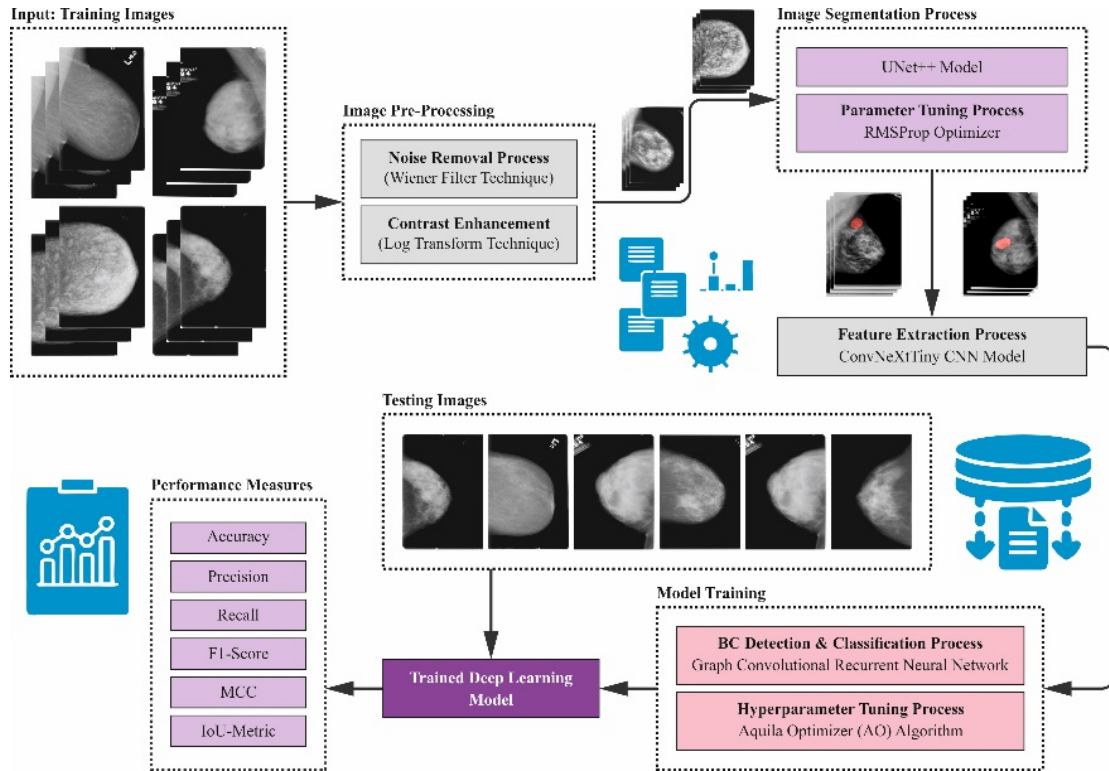 Input: Training Images
Image Pre-Processing
Noise Removal Process
(Wiener Filter Technique)
Contrast Enhancement
(Log Transform Technique)
Image Segmentation Process
UNet++ Model
Parameter Tuning Process
RMSProp Optimizer
Feature Extraction Process
ConvNeXtTiny CNN Model
Testing Images
Performance Measures
Accuracy
Precision
Recall
F1-Score
MCC
IoU-Metric
Trained Deep Learning
Model
Model Training
BC Detection & Classification Process
Graph Convolutional Recurrent Neural Network
Hyperparameter Tuning Process
Aquila Optimizer (AO) Algorithm